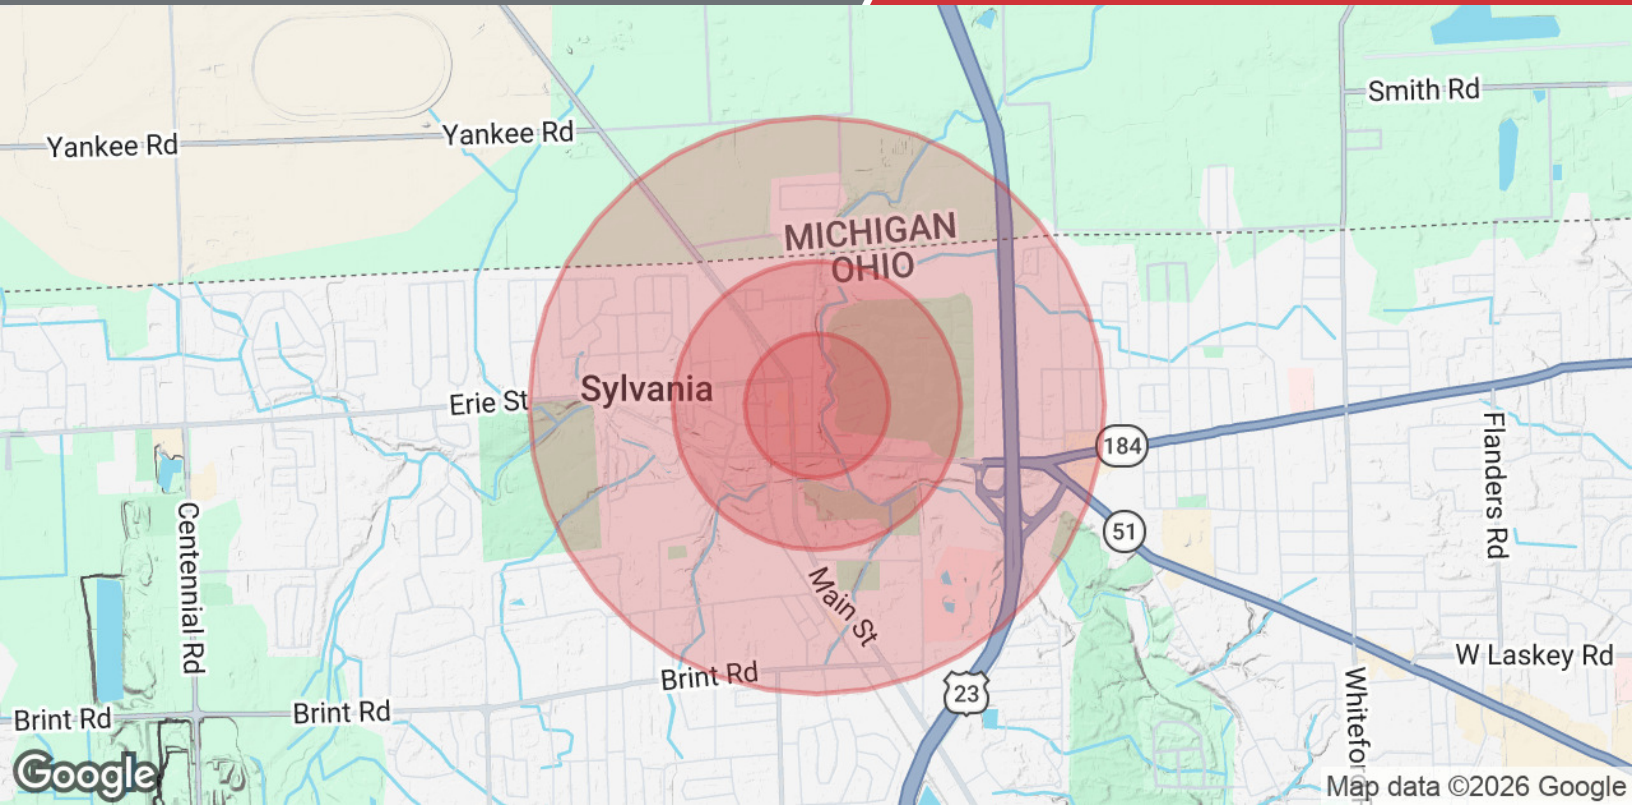 Smith Rd
Yankee Rd
Yankee Rd
MICHIGAN
OHIO
Sylvania
Erie St
184
51
Flanders Rd
Centennial Rd
Main St
W Laskey Rd
Brint Rd
23
Brint Rd
Brint Rd
Google
Map data ©2026 Google